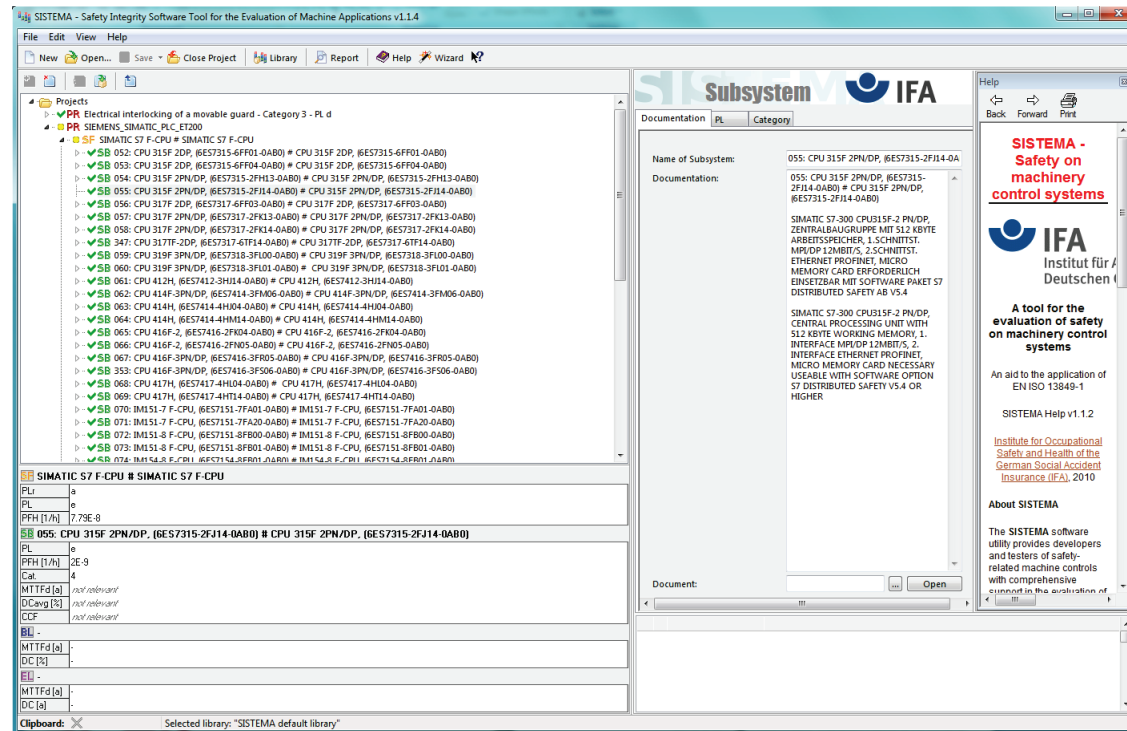 SISTEMA - Safety Integrity Software Tool for the Evaluation of Machine Applications v1.1.4
File Edit View Help
New Open... Save Close Project Library Report Help Wizard
Projects
PR Electrical interlocking of a movable guard - Category 3 - PL d
PR SIEMENS_SIMATIC_PLC_ET200
SF SIMATIC S7 F-CPU # SIMATIC S7 F-CPU
SB 052: CPU 315F 2DP, (6ES7315-6FF01-0AB0) # CPU 315F 2DP, (6ES7315-6FF01-0AB0)
SB 053: CPU 315F 2DP, (6ES7315-6FF04-0AB0) # CPU 315F 2DP, (6ES7315-6FF04-0AB0)
SB 054: CPU 315F 2PN/DP, (6ES7315-2FH13-0AB0) # CPU 315F 2PN/DP, (6ES7315-2FH13-0AB0)
SB 055: CPU 315F 2PN/DP, (6ES7315-2FJ14-0AB0) # CPU 315F 2PN/DP, (6ES7315-2FJ14-0AB0)
SB 056: CPU 317F 2DP, (6ES7317-6FF03-0AB0) # CPU 317F 2DP, (6ES7317-6FF03-0AB0)
SB 057: CPU 317F 2PN/DP, (6ES7317-2FK13-0AB0) # CPU 317F 2PN/DP, (6ES7317-2FK13-0AB0)
SB 058: CPU 317F 2PN/DP, (6ES7317-2FK14-0AB0) # CPU 317F 2PN/DP, (6ES7317-2FK14-0AB0)
SB 347: CPU 317TF-2DP, (6ES7317-6TF14-0AB0) # CPU 317TF-2DP, (6ES7317-6TF14-0AB0)
SB 059: CPU 319F 3PN/DP, (6ES7318-3FL00-0AB0) # CPU 319F 3PN/DP, (6ES7318-3FL00-0AB0)
SB 060: CPU 319F 3PN/DP, (6ES7318-3FL01-0AB0) # CPU 319F 3PN/DP, (6ES7318-3FL01-0AB0)
SB 061: CPU 412H, (6ES7412-3HJ14-0AB0) # CPU 412H, (6ES7412-3HJ14-0AB0)
SB 062: CPU 414F-3PN/DP, (6ES7414-3FM06-0AB0) # CPU 414F-3PN/DP, (6ES7414-3FM06-0AB0)
SB 063: CPU 414H, (6ES7414-4HJ04-0AB0) # CPU 414H, (6ES7414-4HJ04-0AB0)
SB 064: CPU 414H, (6ES7414-4HM14-0AB0) # CPU 414H, (6ES7414-4HM14-0AB0)
SB 065: CPU 416F-2, (6ES7416-2FK04-0AB0) # CPU 416F-2, (6ES7416-2FK04-0AB0)
SB 066: CPU 416F-2, (6ES7416-2FN05-0AB0) # CPU 416F-2, (6ES7416-2FN05-0AB0)
SB 067: CPU 416F-3PN/DP, (6ES7416-3FR05-0AB0) # CPU 416F-3PN/DP, (6ES7416-3FR05-0AB0)
SB 353: CPU 416F-3PN/DP, (6ES7416-3FS06-0AB0) # CPU 416F-3PN/DP, (6ES7416-3FS06-0AB0)
SB 068: CPU 417H, (6ES7417-4HL04-0AB0) # CPU 417H, (6ES7417-4HL04-0AB0)
SB 069: CPU 417H, (6ES7417-4HT14-0AB0) # CPU 417H, (6ES7417-4HT14-0AB0)
SB 070: IM151-7 F-CPU, (6ES7151-7FA01-0AB0) # IM151-7 F-CPU, (6ES7151-7FA01-0AB0)
SB 071: IM151-7 F-CPU, (6ES7151-7FA20-0AB0) # IM151-7 F-CPU, (6ES7151-7FA20-0AB0)
SB 072: IM151-8 F-CPU, (6ES7151-8FB00-0AB0) # IM151-8 F-CPU, (6ES7151-8FB00-0AB0)
SB 073: IM151-8 F-CPU, (6ES7151-8FB01-0AB0) # IM151-8 F-CPU, (6ES7151-8FB01-0AB0)
SB 074: IM154-8 F-CPU, (6ES7154-8FB01-0AB0) # IM154-8 F-CPU, (6ES7154-8FB01-0AB0)
SF SIMATIC S7 F-CPU # SIMATIC S7 F-CPU
PLr a
PL e
PFH [1/h] 7.79E-8
SB 055: CPU 315F 2PN/DP, (6ES7315-2FJ14-0AB0) # CPU 315F 2PN/DP, (6ES7315-2FJ14-0AB0)
PL e
PFH [1/h] 2E-9
Cat. 4
MTTFd [a] not relevant
DCavg [%] not relevant
CCF not relevant
BL -
MTTFd [a] -
DC [%] -
EL -
MTTFd [a] -
DC [a] -
Clipboard: Selected library: "SISTEMA default library"
SISTEMA
Subsystem IFA
Documentation PL Category
Name of Subsystem: 055: CPU 315F 2PN/DP, (6ES7315-2FJ14-0A
Documentation: 055: CPU 315F 2PN/DP, (6ES7315-
2FJ14-0AB0) # CPU 315F 2PN/DP,
(6ES7315-2FJ14-0AB0)
SIMATIC S7-300 CPU315F-2 PN/DP,
ZENTRALBAUGRUPPE MIT 512 KBYTE
ARBEITSSPEICHER, 1.SCHNITTST.
MPI/DP 12MBIT/S, 2.SCHNITTST.
ETHERNET PROFINET, MICRO
MEMORY CARD ERFORDERLICH
EINSETZBAR MIT SOFTWARE PAKET S7
DISTRIBUTED SAFETY AB V5.4
SIMATIC S7-300 CPU315F-2 PN/DP,
CENTRAL PROCESSING UNIT WITH
512 KBYTE WORKING MEMORY, 1.
INTERFACE MPI/DP 12MBIT/S, 2.
INTERFACE ETHERNET PROFINET,
MICRO MEMORY CARD NECESSARY
USEABLE WITH SOFTWARE OPTION
S7 DISTRIBUTED SAFETY V5.4 OR
HIGHER
Document: ... Open
Help
Back Forward Print
SISTEMA -
Safety on
machinery
control systems
IFA
Institut für A
Deutschen
A tool for the
evaluation of safety
on machinery control
systems
An aid to the application of
EN ISO 13849-1
SISTEMA Help v1.1.2
Institute for Occupational
Safety and Health of the
German Social Accident
Insurance (IFA), 2010
About SISTEMA
The SISTEMA software
utility provides developers
and testers of safety-
related machine controls
with comprehensive
support in the evaluation of